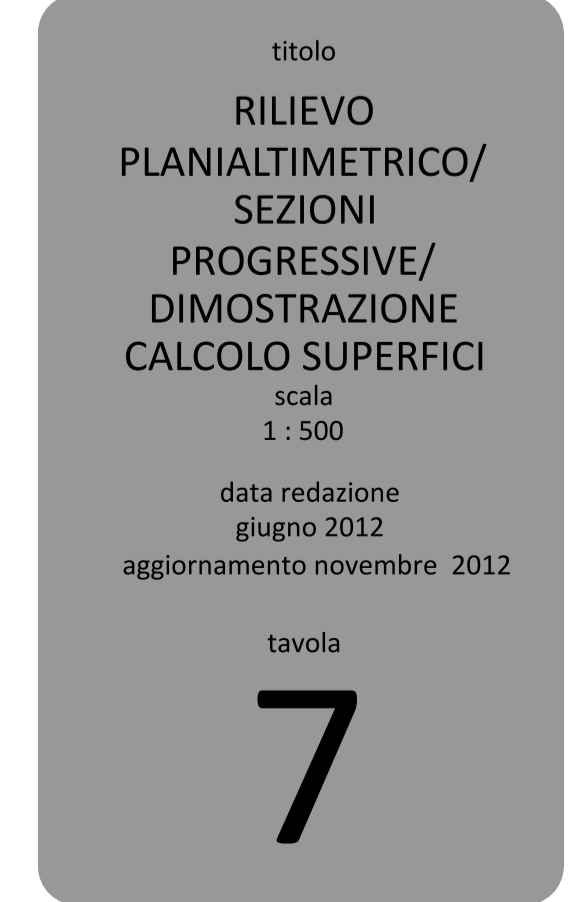 titolo
RILIEVO
PLANIALTIMETRICO/
SEZIONI
PROGRESSIVE/
DIMOSTRAZIONE
CALCOLO SUPERFICI
scala
1 : 500
data redazione
giugno 2012
aggiornamento novembre  2012
tavola
7